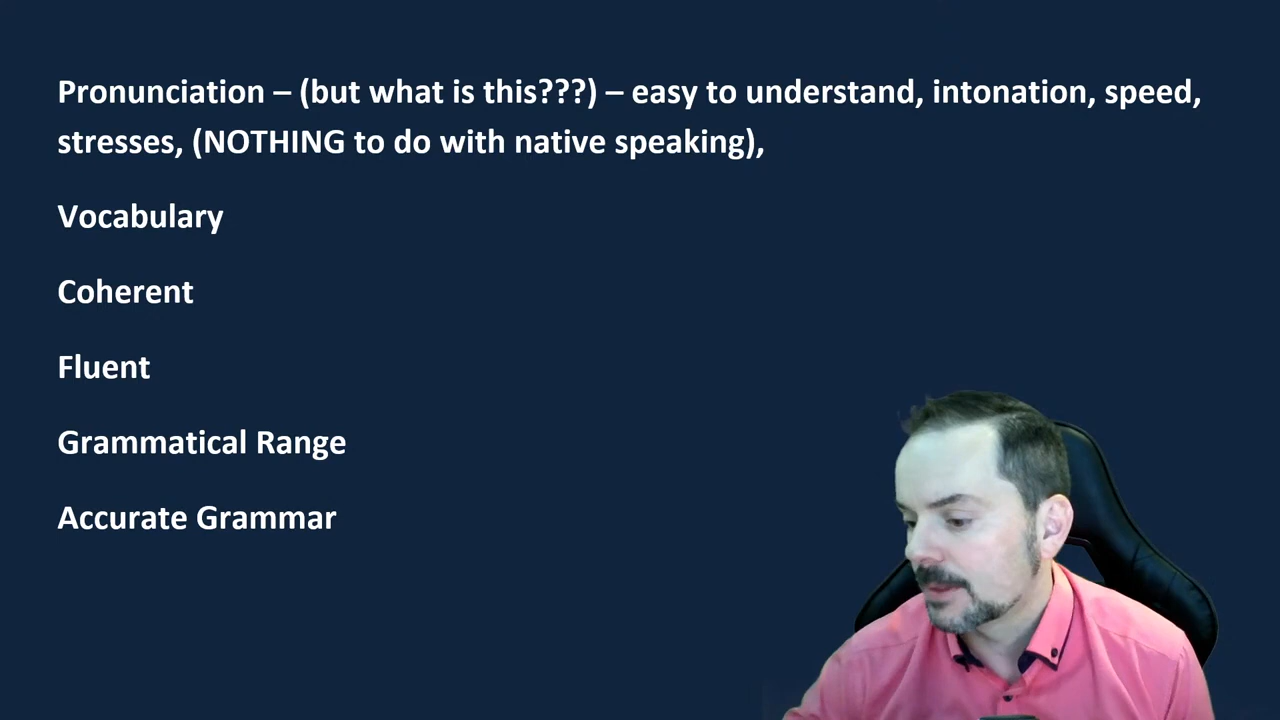 Pronunciation – (but what is this???) – easy to understand, intonation, speed,
stresses, (NOTHING to do with native speaking),
Vocabulary
Coherent
Fluent
Grammatical Range
Accurate Grammar